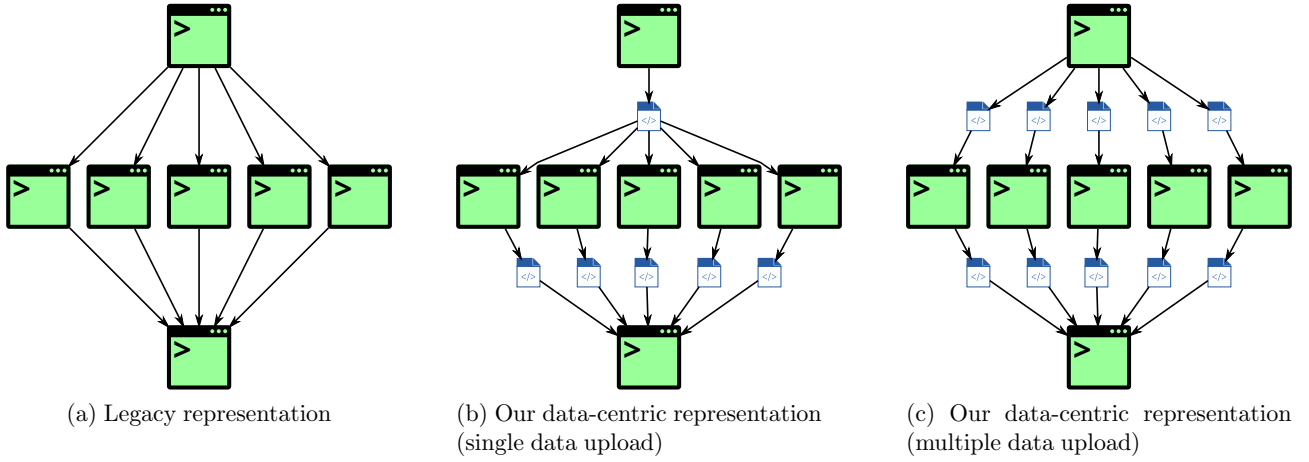 (a) Legacy representation
(b) Our data-centric representation
(single data upload)
(c) Our data-centric representation
(multiple data upload)